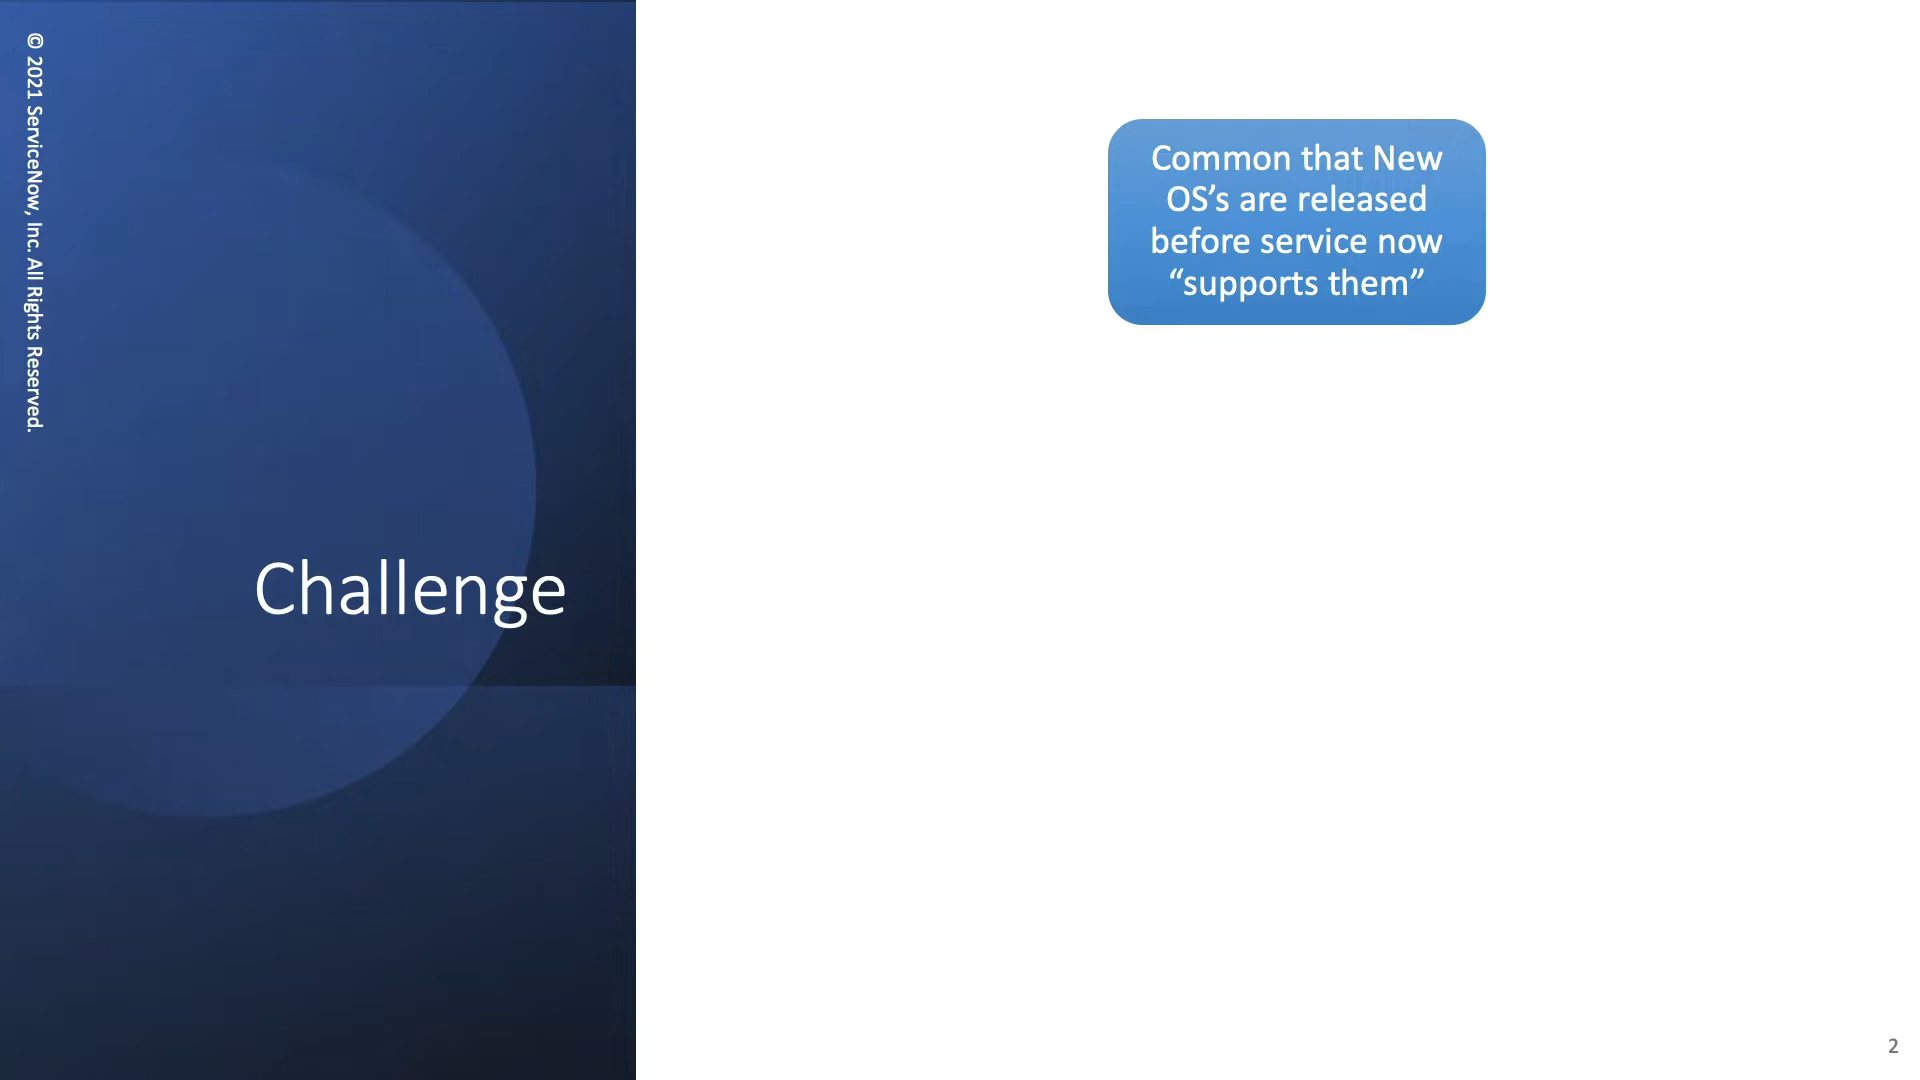 © 2021 ServiceNow, Inc. All Rights Reserved.
Challenge
Common that New
OS’s are released
before service now
“supports them”
2